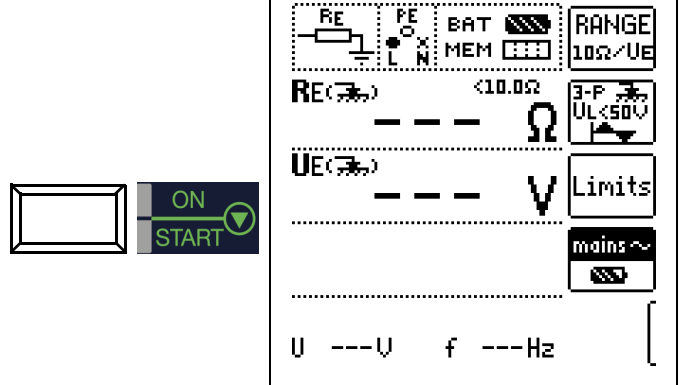 ON
START
RE
PE
L
N
BAT
MEM
RANGE
10Ω/UE
RE( )
<10.0Ω
--- Ω
3-P
UL<50V
UE( )
--- V
Limits
mains~
U ---V f ---Hz